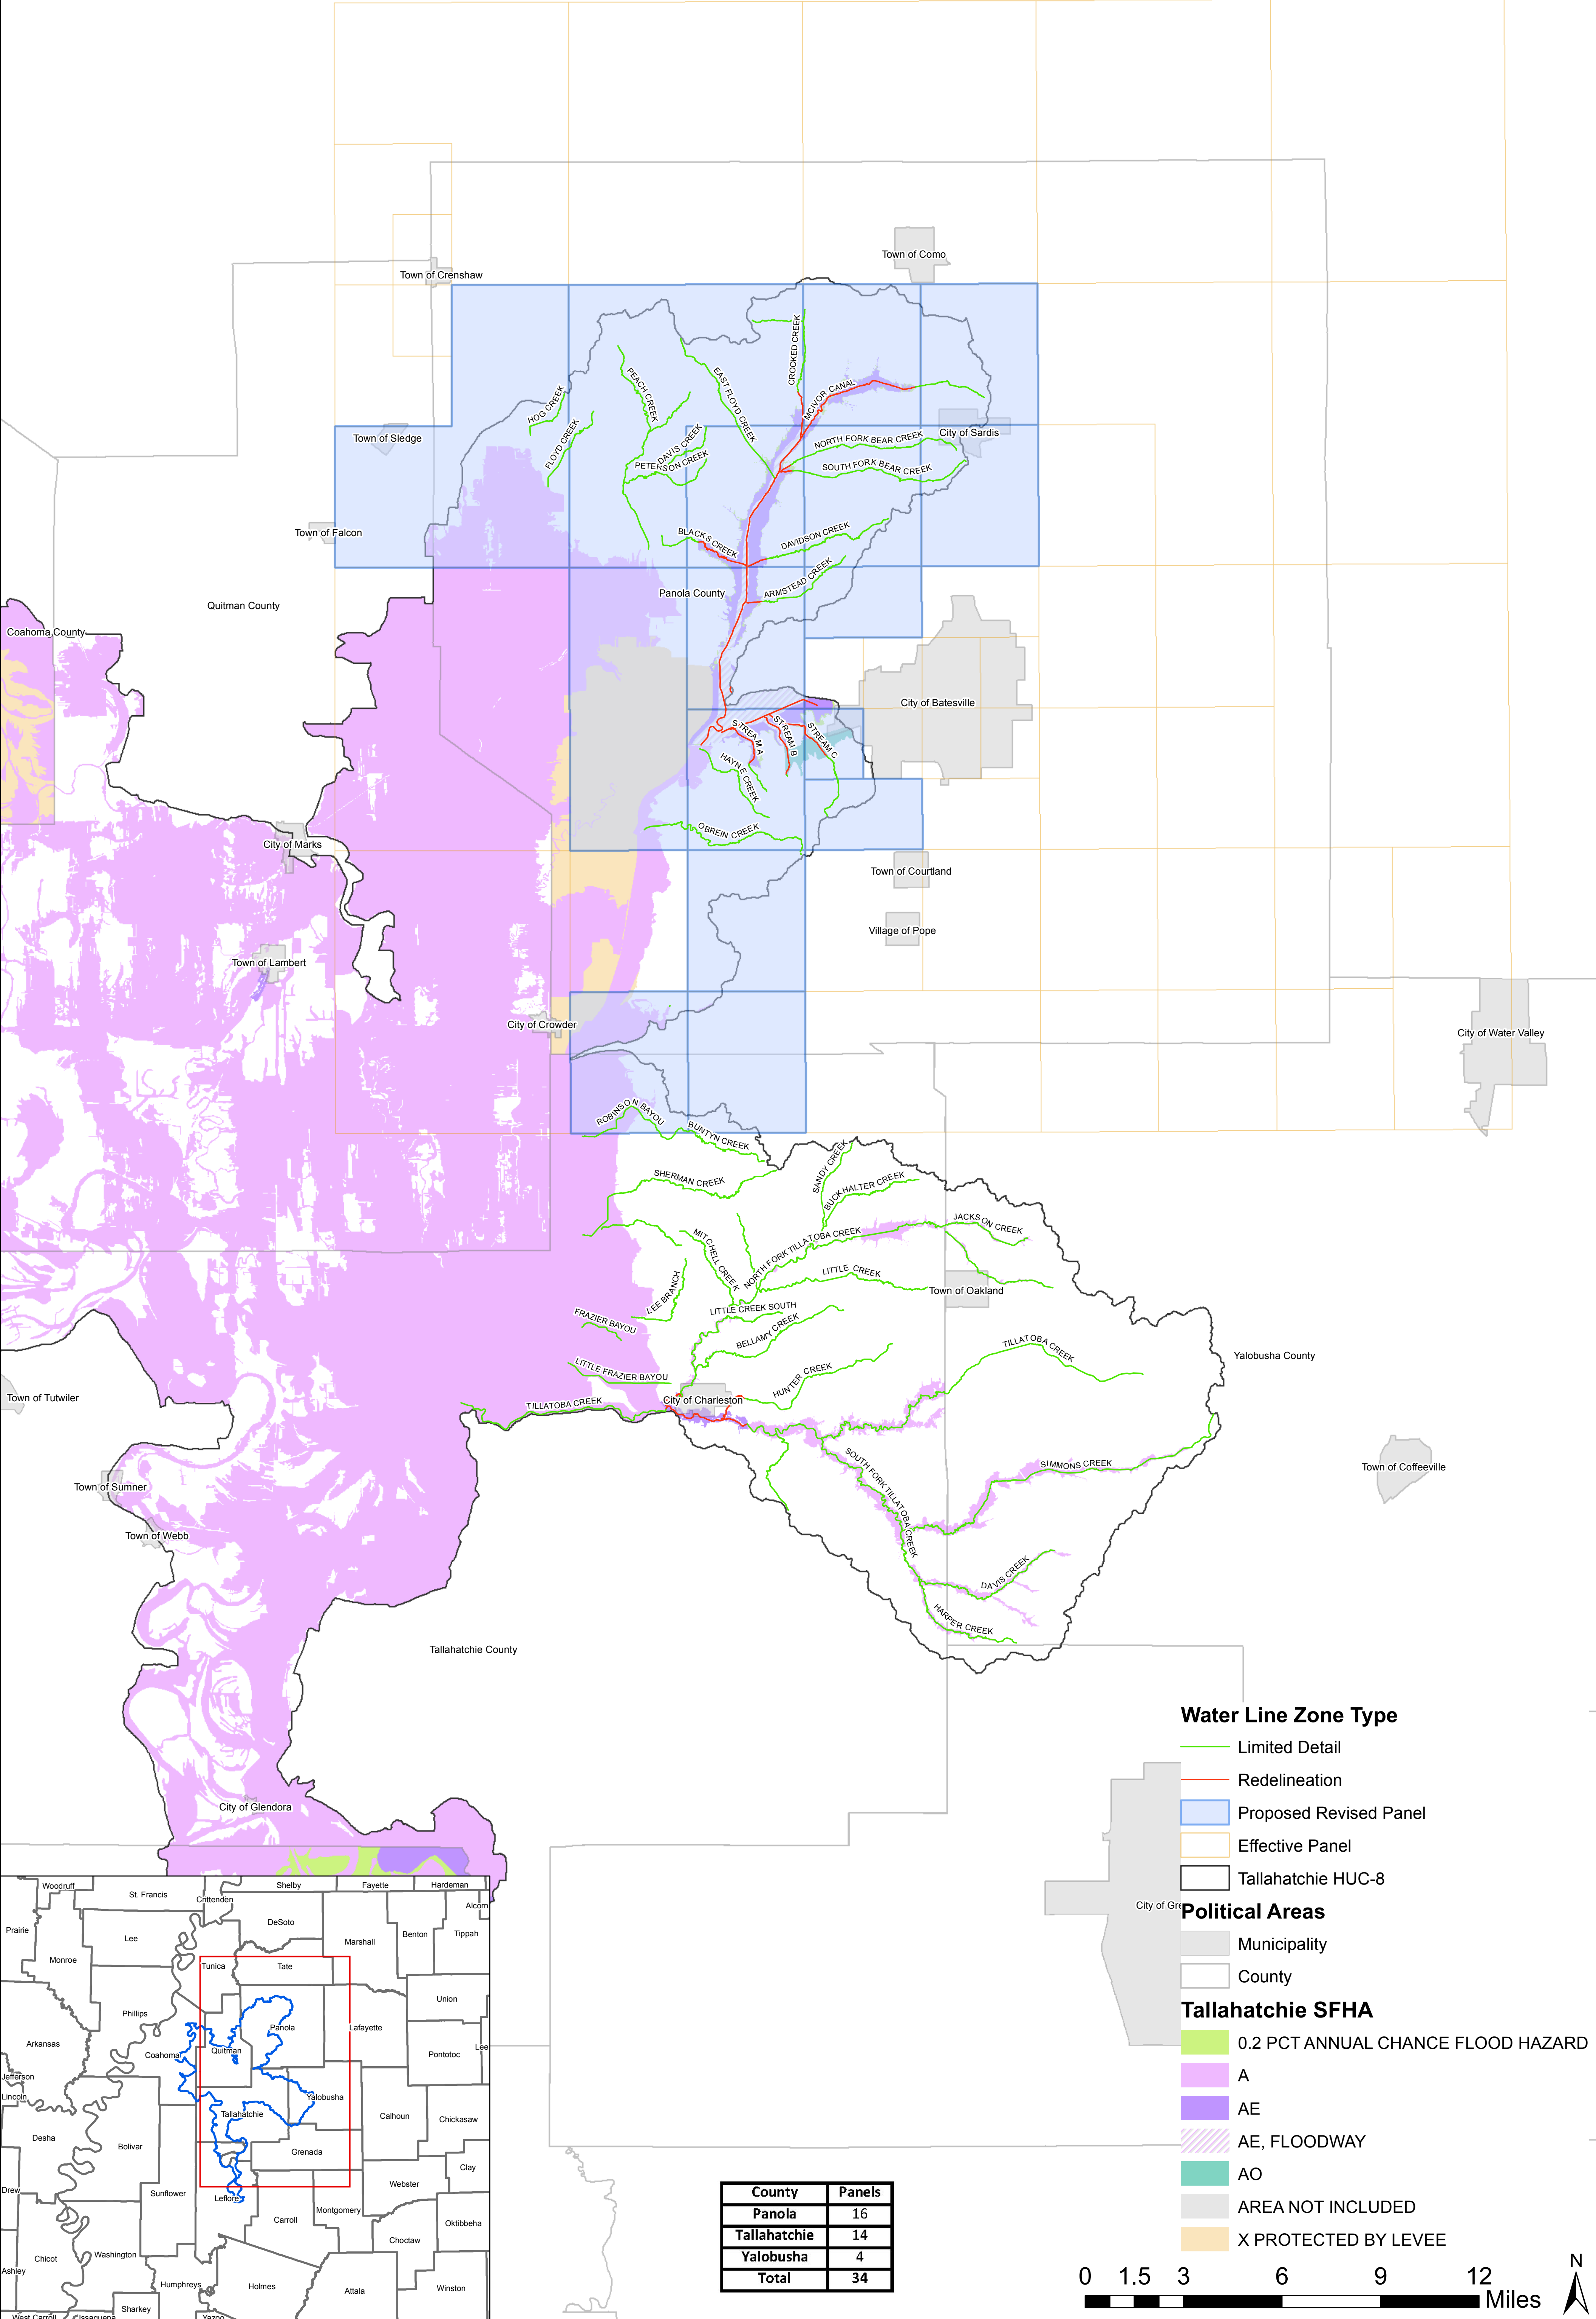 Town of Como
Town of Crenshaw
CROOKED CREEK
PEACH CREEK
EAST FLOYD CREEK
MCIVOR CANAL
HOG CREEK
FLOYD CREEK
DAVIS CREEK
PETERSON CREEK
NORTH FORK BEAR CREEK
SOUTH FORK BEAR CREEK
City of Sardis
Town of Sledge
Town of Falcon
BLACKS CREEK
DAVIDSON CREEK
ARMSTEAD CREEK
Panola County
Quitman County
Coahoma County
City of Batesville
STREAM A
STREAM B
STREAM C
HAYNE CREEK
OBREIN CREEK
City of Marks
Town of Courtland
Village of Pope
Town of Lambert
City of Crowder
City of Water Valley
ROBINSON BAYOU
BUNTYN CREEK
SANDY CREEK
SHERMAN CREEK
BUCKHALTER CREEK
JACKSON CREEK
MITCHELL CREEK
NORTH FORK TILLATOBA CREEK
LITTLE CREEK
Town of Oakland
LEE BRANCH
LITTLE CREEK SOUTH
FRAZIER BAYOU
BELLAMY CREEK
TILLATOBA CREEK
Yalobusha County
LITTLE FRAZIER BAYOU
HUNTER CREEK
Town of Tutwiler
City of Charleston
TILLATOBA CREEK
SOUTH FORK TILLATOBA CREEK
SIMMONS CREEK
Town of Coffeeville
Town of Sumner
Town of Webb
DAVIS CREEK
HARPER CREEK
Tallahatchie County
City of Glendora
City of Gre
Water Line Zone Type
Limited Detail
Redelineation
Proposed Revised Panel
Effective Panel
Tallahatchie HUC-8
Political Areas
Municipality
County
Tallahatchie SFHA
0.2 PCT ANNUAL CHANCE FLOOD HAZARD
A
AE
AE, FLOODWAY
AO
AREA NOT INCLUDED
X PROTECTED BY LEVEE
0 1.5 3 6 9 12
Miles
N
County Panels
Panola 16
Tallahatchie 14
Yalobusha 4
Total 34
Woodruff
St. Francis
Crittenden
Shelby
Fayette
Hardeman
Alcorn
Prairie
Lee
DeSoto
Marshall
Benton
Tippah
Monroe
Tunica
Tate
Union
Phillips
Panola
Lafayette
Arkansas
Coahoma
Quitman
Pontotoc
Lee
Jefferson
Lincoln
Yalobusha
Tallahatchie
Calhoun
Chickasaw
Desha
Bolivar
Grenada
Clay
Drew
Sunflower
Leflore
Webster
Montgomery
Carroll
Oktibbeha
Choctaw
Chicot
Washington
Ashley
Humphreys
Holmes
Attala
Winston
Sharkey
West Carroll
Issaquena
Yazoo